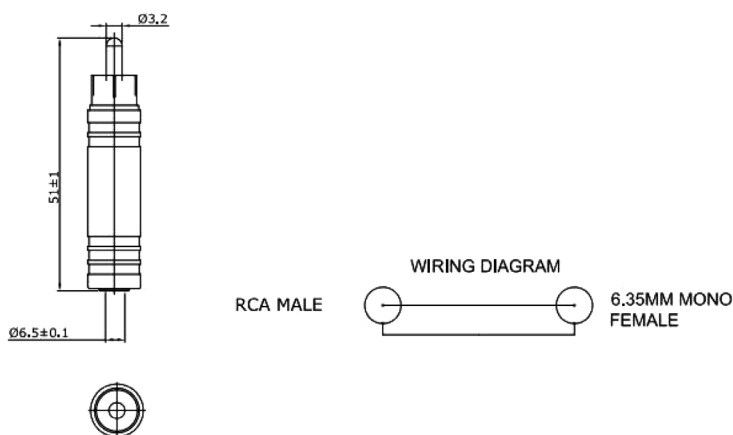 Ø3.2
51±1
Ø6.5±0.1
WIRING DIAGRAM
RCA MALE
6.35MM MONO
FEMALE